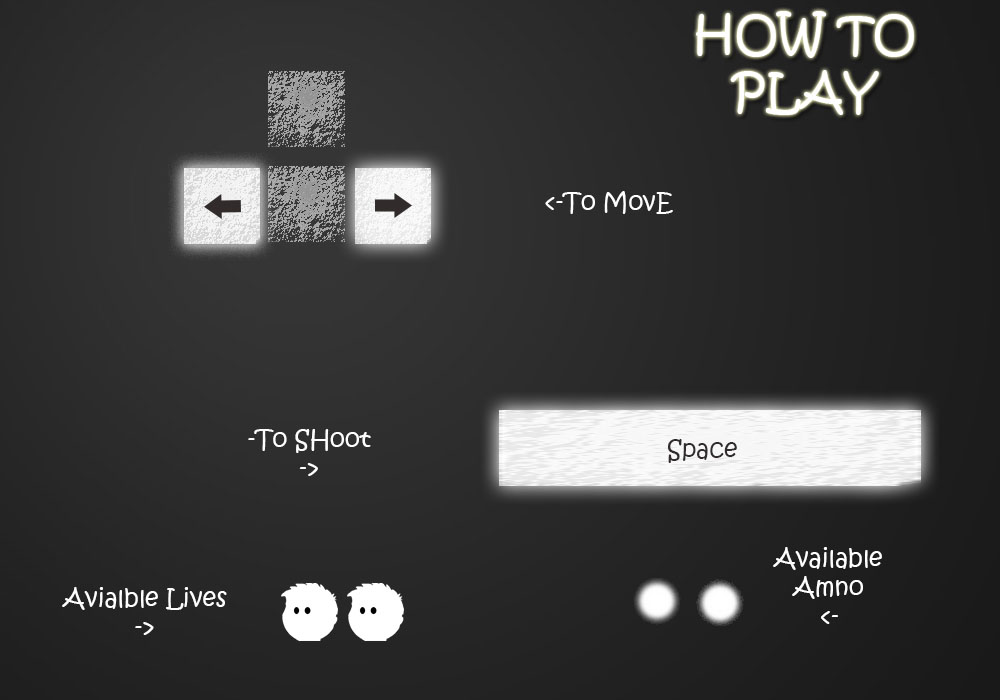 HOW TO
PLAY
<-To MovE
-To SHoot
->
Space
Avialble Lives
->
Available
Amno
<-